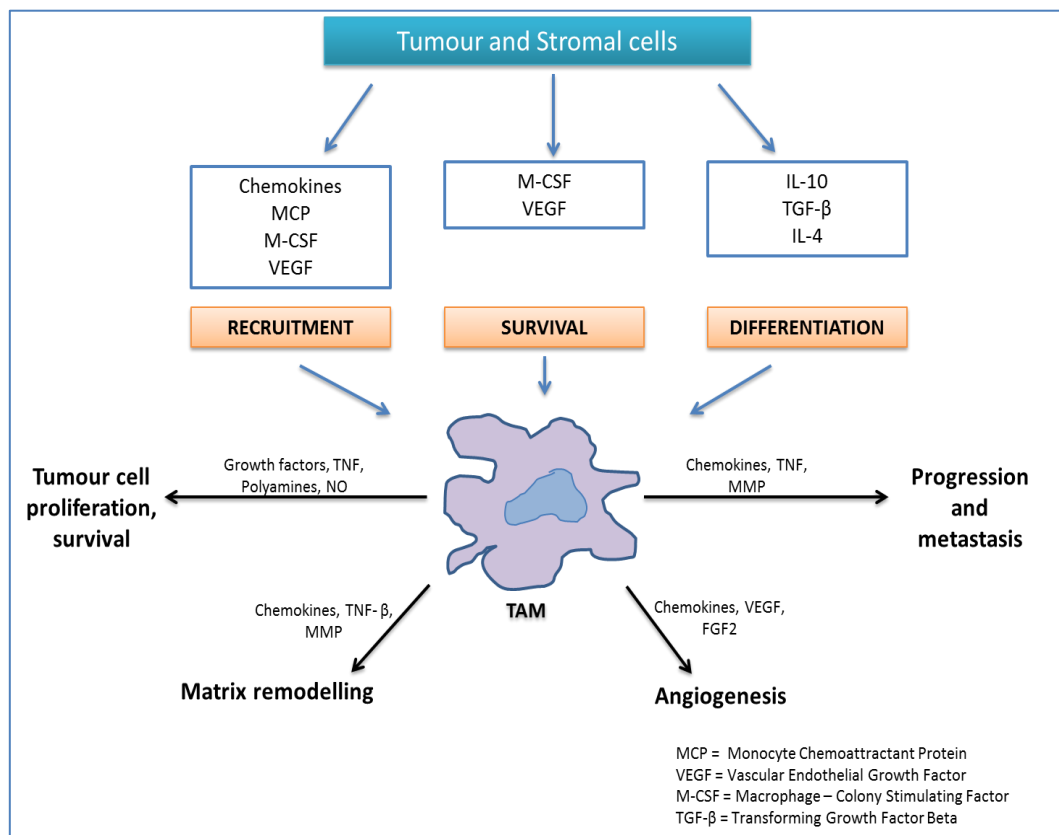 Tumour and Stromal cells
Chemokines
MCP
M-CSF
VEGF
M-CSF
VEGF
IL-10
TGF-β
IL-4
RECRUITMENT
SURVIVAL
DIFFERENTIATION
Growth factors, TNF,
Polyamines, NO
Tumour cell
proliferation,
survival
Chemokines, TNF,
MMP
Progression
and
metastasis
TAM
Chemokines, TNF- β,
MMP
Matrix remodelling
Chemokines, VEGF,
FGF2
Angiogenesis
MCP = Monocyte Chemoattractant Protein
VEGF = Vascular Endothelial Growth Factor
M-CSF = Macrophage – Colony Stimulating Factor
TGF-β = Transforming Growth Factor Beta